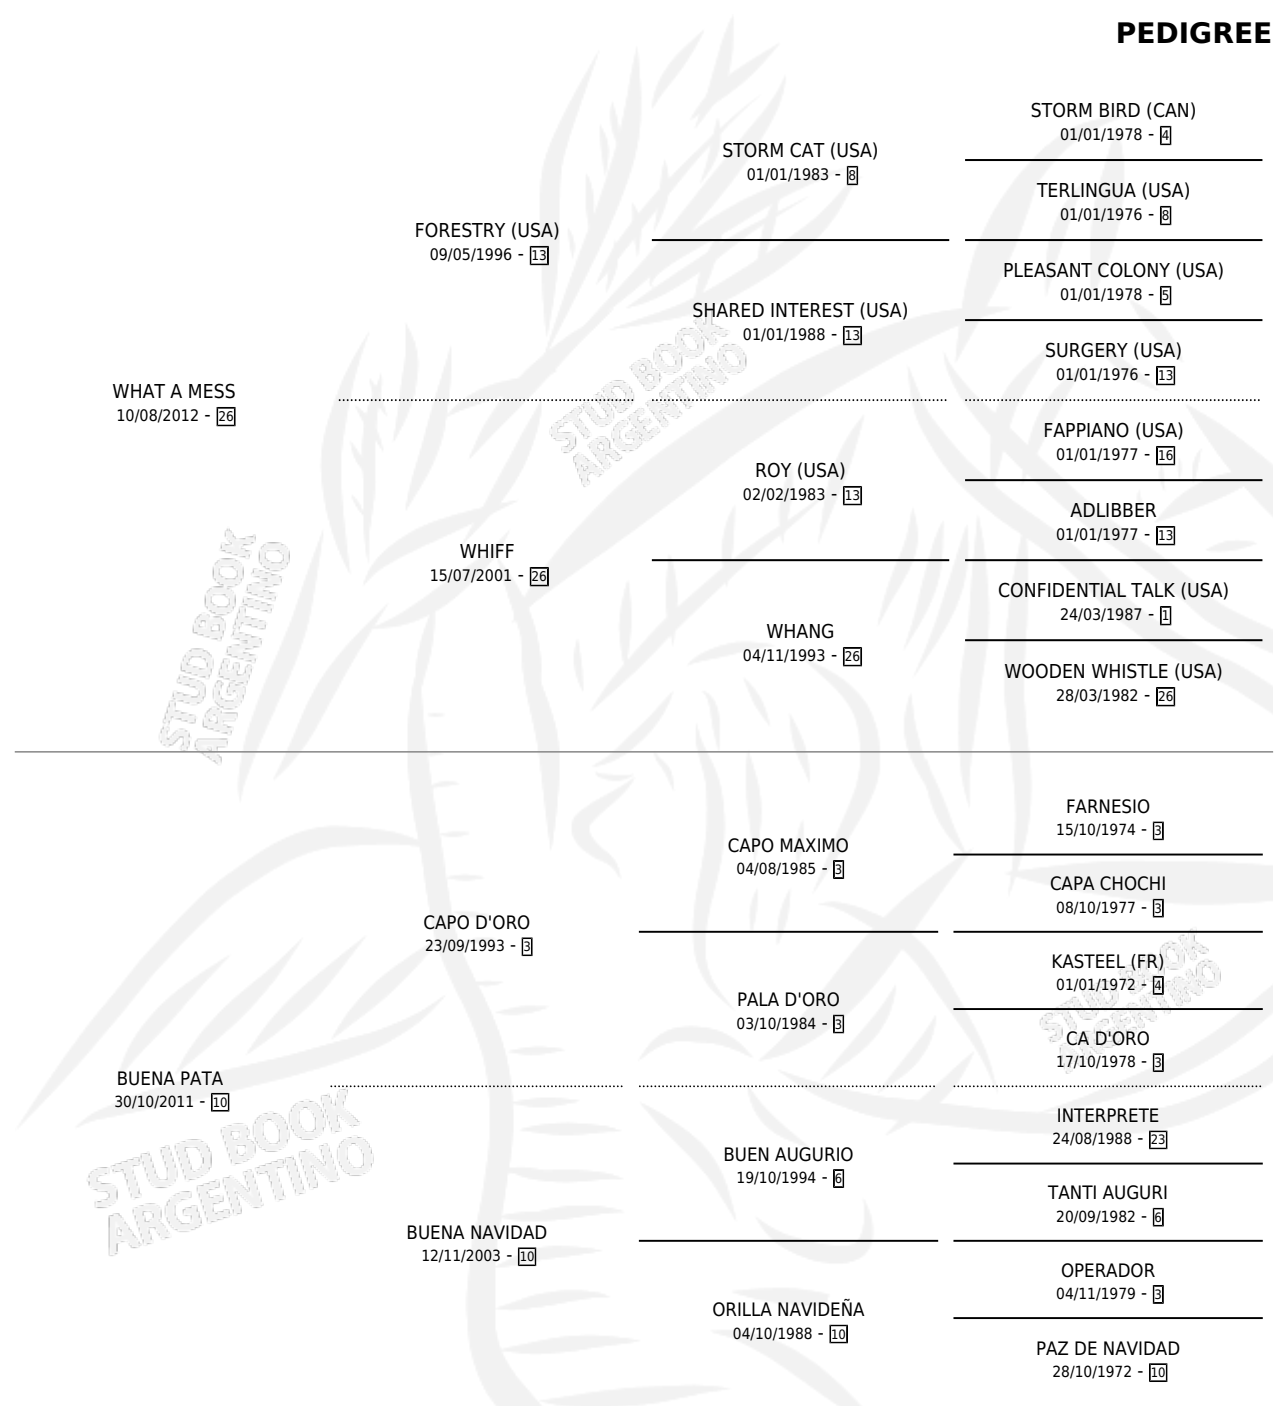 PEDIGREE
STORM BIRD (CAN)
01/01/1978 - 4
STORM CAT (USA)
01/01/1983 - 8
TERLINGUA (USA)
01/01/1976 - 8
FORESTRY (USA)
09/05/1996 - 13
PLEASANT COLONY (USA)
01/01/1978 - 5
SHARED INTEREST (USA)
01/01/1988 - 13
SURGERY (USA)
01/01/1976 - 13
WHAT A MESS
10/08/2012 - 26
FAPPIANO (USA)
01/01/1977 - 16
ROY (USA)
02/02/1983 - 13
ADLIBBER
01/01/1977 - 13
WHIFF
15/07/2001 - 26
CONFIDENTIAL TALK (USA)
24/03/1987 - 1
WHANG
04/11/1993 - 26
WOODEN WHISTLE (USA)
28/03/1982 - 26
FARNESIO
15/10/1974 - 3
CAPO MAXIMO
04/08/1985 - 3
CAPA CHOCHI
08/10/1977 - 3
CAPO D'ORO
23/09/1993 - 3
KASTEEL (FR)
01/01/1972 - 4
PALA D'ORO
03/10/1984 - 3
CA D'ORO
17/10/1978 - 3
BUENA PATA
30/10/2011 - 10
INTERPRETE
24/08/1988 - 23
BUEN AUGURIO
19/10/1994 - 6
TANTI AUGURI
20/09/1982 - 6
BUENA NAVIDAD
12/11/2003 - 10
OPERADOR
04/11/1979 - 3
ORILLA NAVIDEÑA
04/10/1988 - 10
PAZ DE NAVIDAD
28/10/1972 - 10
STUD BOOK
ARGENTINO
STUD BOOK
ARGENTINO
STUD BOOK
ARGENTINO
STUD BOOK
ARGENTINO